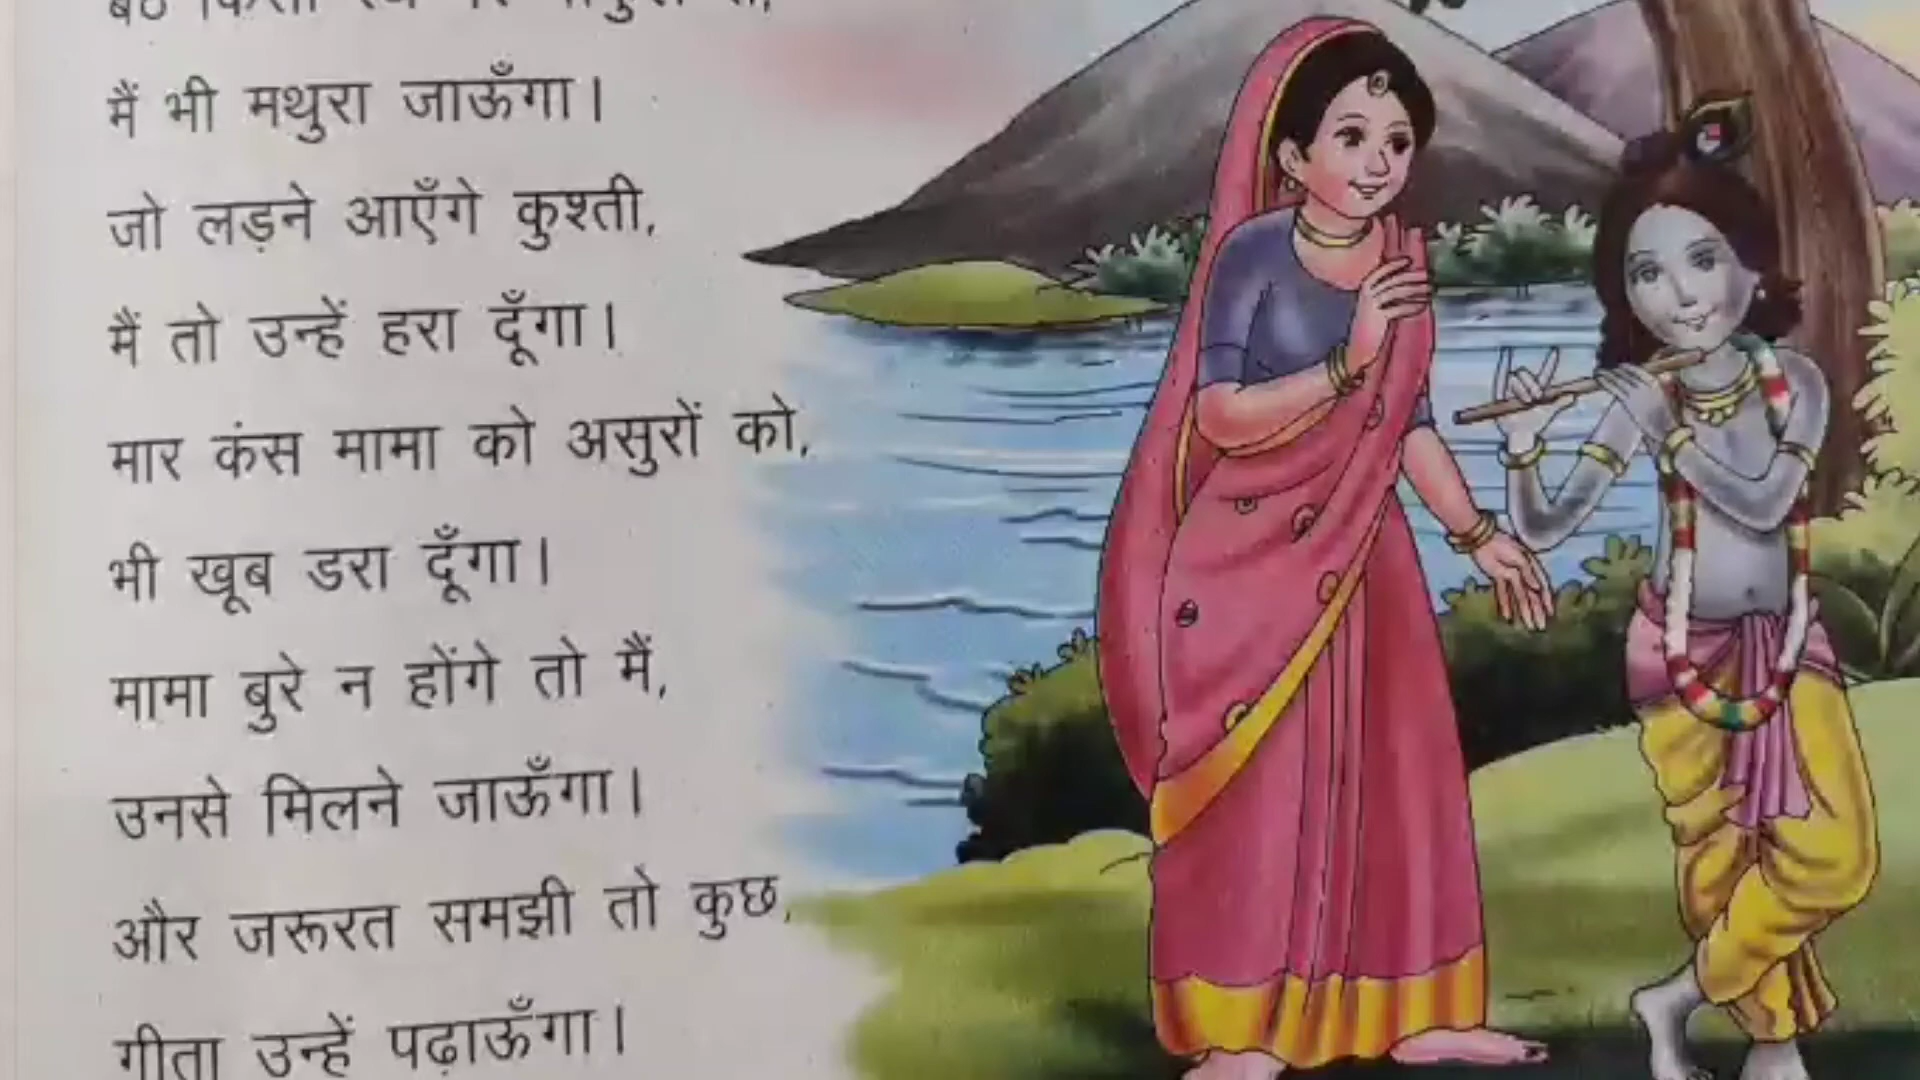 मैं भी मथुरा जाऊँगा।
जो लड़ने आएँगे कुश्ती,
मैं तो उन्हें हरा दूँगा।
मार कंस मामा को असुरों को,
भी खूब डरा दूँगा।
मामा बुरे न होंगे तो मैं,
उनसे मिलने जाऊँगा।
और जरूरत समझी तो कुछ,
गीता उन्हें पढ़ाऊँगा।